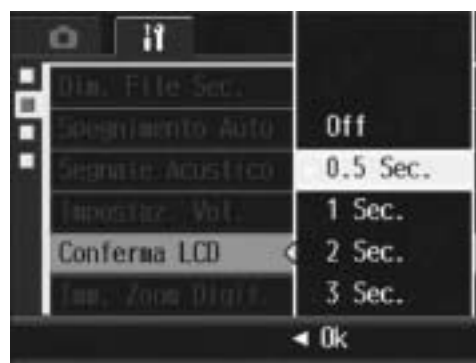 Dim. File Sec.
Spegnimento Auto
Segnale Acustico
Impostaz. Vol.
Conferma LCD
Imm. Zoom Digit.
Off
0.5 Sec.
1 Sec.
2 Sec.
3 Sec.
Ok